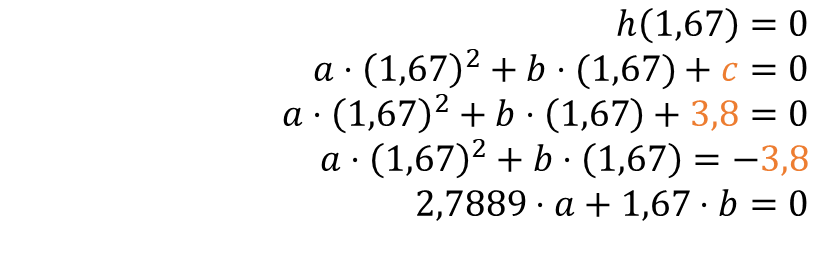 h(1,67) = 0
a · (1,67)² + b · (1,67) + c = 0
a · (1,67)² + b · (1,67) + 3,8 = 0
a · (1,67)² + b · (1,67) = −3,8
2,7889 · a + 1,67 · b = 0